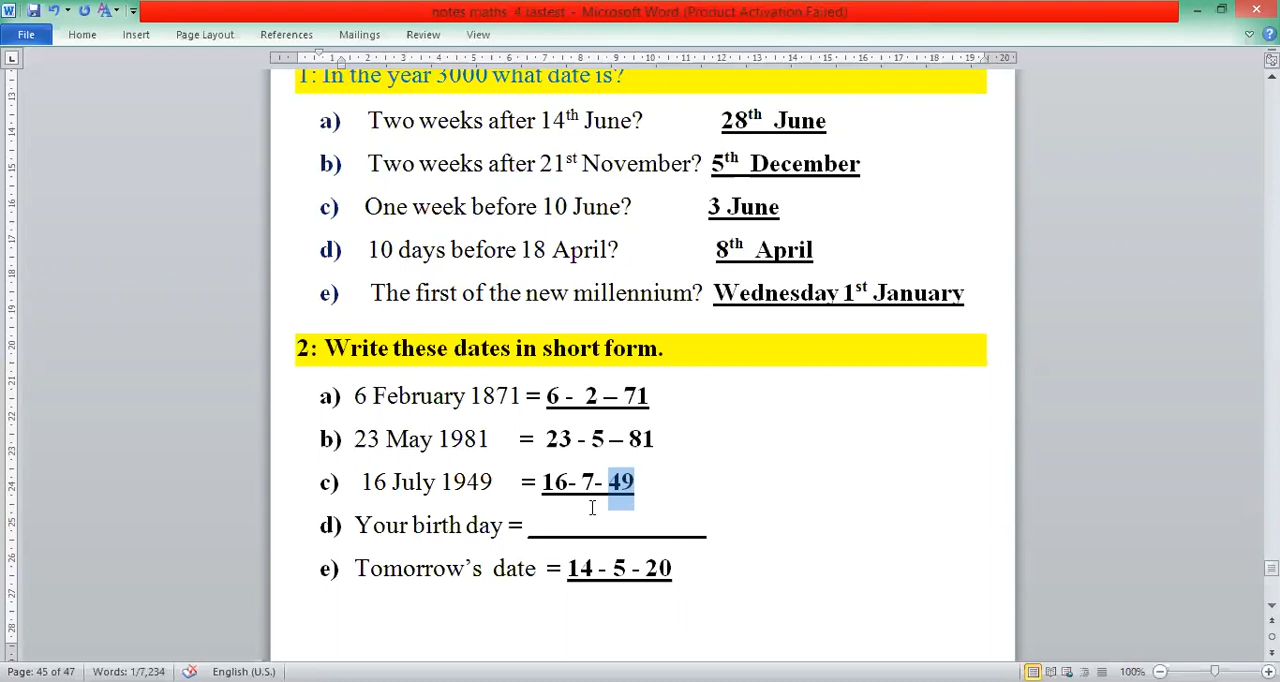 notes maths 4 lastest - Microsoft Word (Product Activation Failed)
File Home Insert Page Layout References Mailings Review View
1: In the year 3000 what date is?
a) Two weeks after 14th June? 28th June
b) Two weeks after 21st November? 5th December
c) One week before 10 June? 3 June
d) 10 days before 18 April? 8th April
e) The first of the new millennium? Wednesday 1st January
2: Write these dates in short form.
a) 6 February 1871 = 6 - 2 – 71
b) 23 May 1981 = 23 - 5 – 81
c) 16 July 1949 = 16- 7- 49
d) Your birth day = ______________
e) Tomorrow’s date = 14 - 5 - 20
Page: 45 of 47 Words: 1/7,234 English (U.S.) 100%